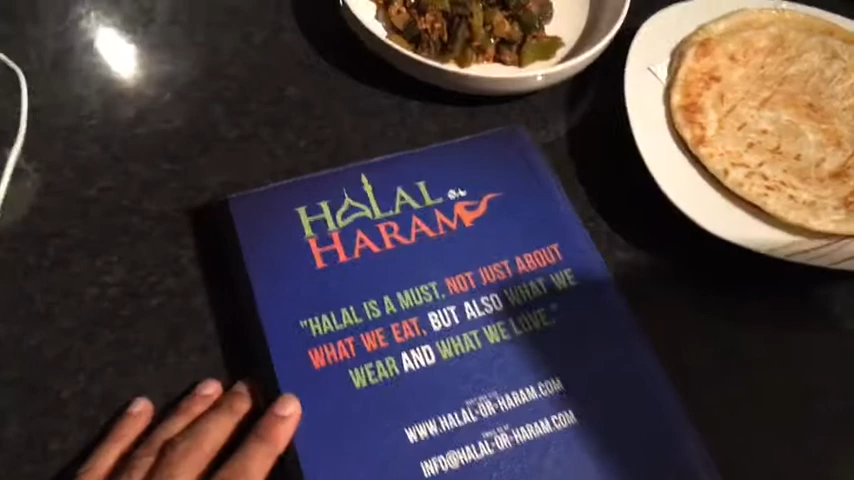 HALAL OR
HARAM
"HALAL IS A MUST, NOT JUST ABOUT
WHAT WE EAT, BUT ALSO WHAT WE
WEAR AND WHAT WE LOVE."
WWW.HALAL-OR-HARAM.COM
INFO@HALAL-OR-HARAM.COM